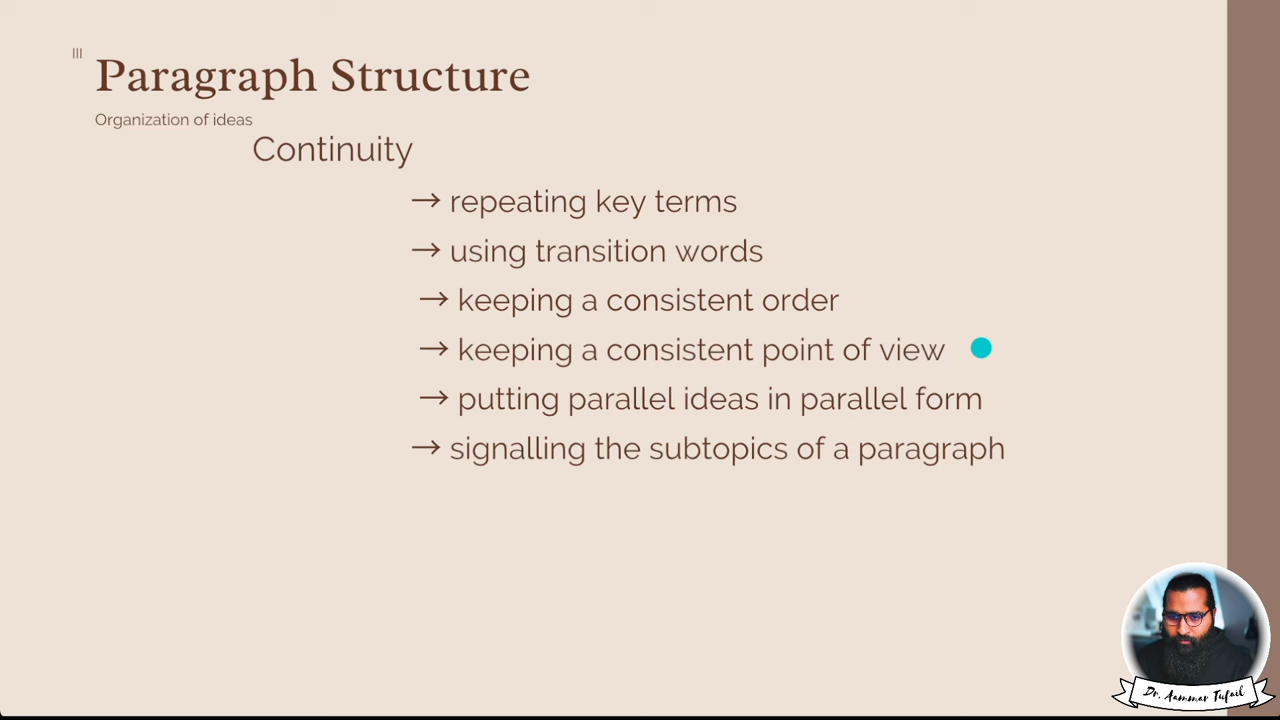 III
Paragraph Structure
Organization of ideas
Continuity
→ repeating key terms
→ using transition words
→ keeping a consistent order
→ keeping a consistent point of view
→ putting parallel ideas in parallel form
→ signalling the subtopics of a paragraph
Dr. Aammar Tufail